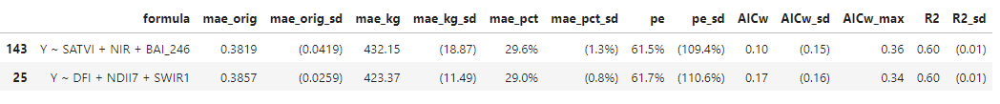 formula mae_orig mae_orig_sd mae_kg mae_kg_sd mae_pct mae_pct_sd pe pe_sd AICw AICw_sd AICw_max R2 R2_sd
143 Y ~ SATVI + NIR + BAI_246 0.3819 (0.0419) 432.15 (18.87) 29.6% (1.3%) 61.5% (109.4%) 0.10 (0.15) 0.36 0.60 (0.01)
25 Y ~ DFI + NDII7 + SWIR1 0.3857 (0.0259) 423.37 (11.49) 29.0% (0.8%) 61.7% (110.6%) 0.17 (0.16) 0.34 0.60 (0.01)